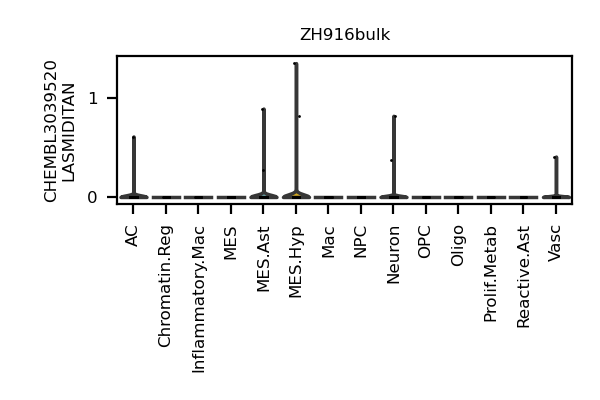 ZH916bulk
CHEMBL3039520
LASMIDITAN
1
0
AC
Chromatin.Reg
Inflammatory.Mac
MES
MES.Ast
MES.Hyp
Mac
NPC
Neuron
OPC
Oligo
Prolif.Metab
Reactive.Ast
Vasc